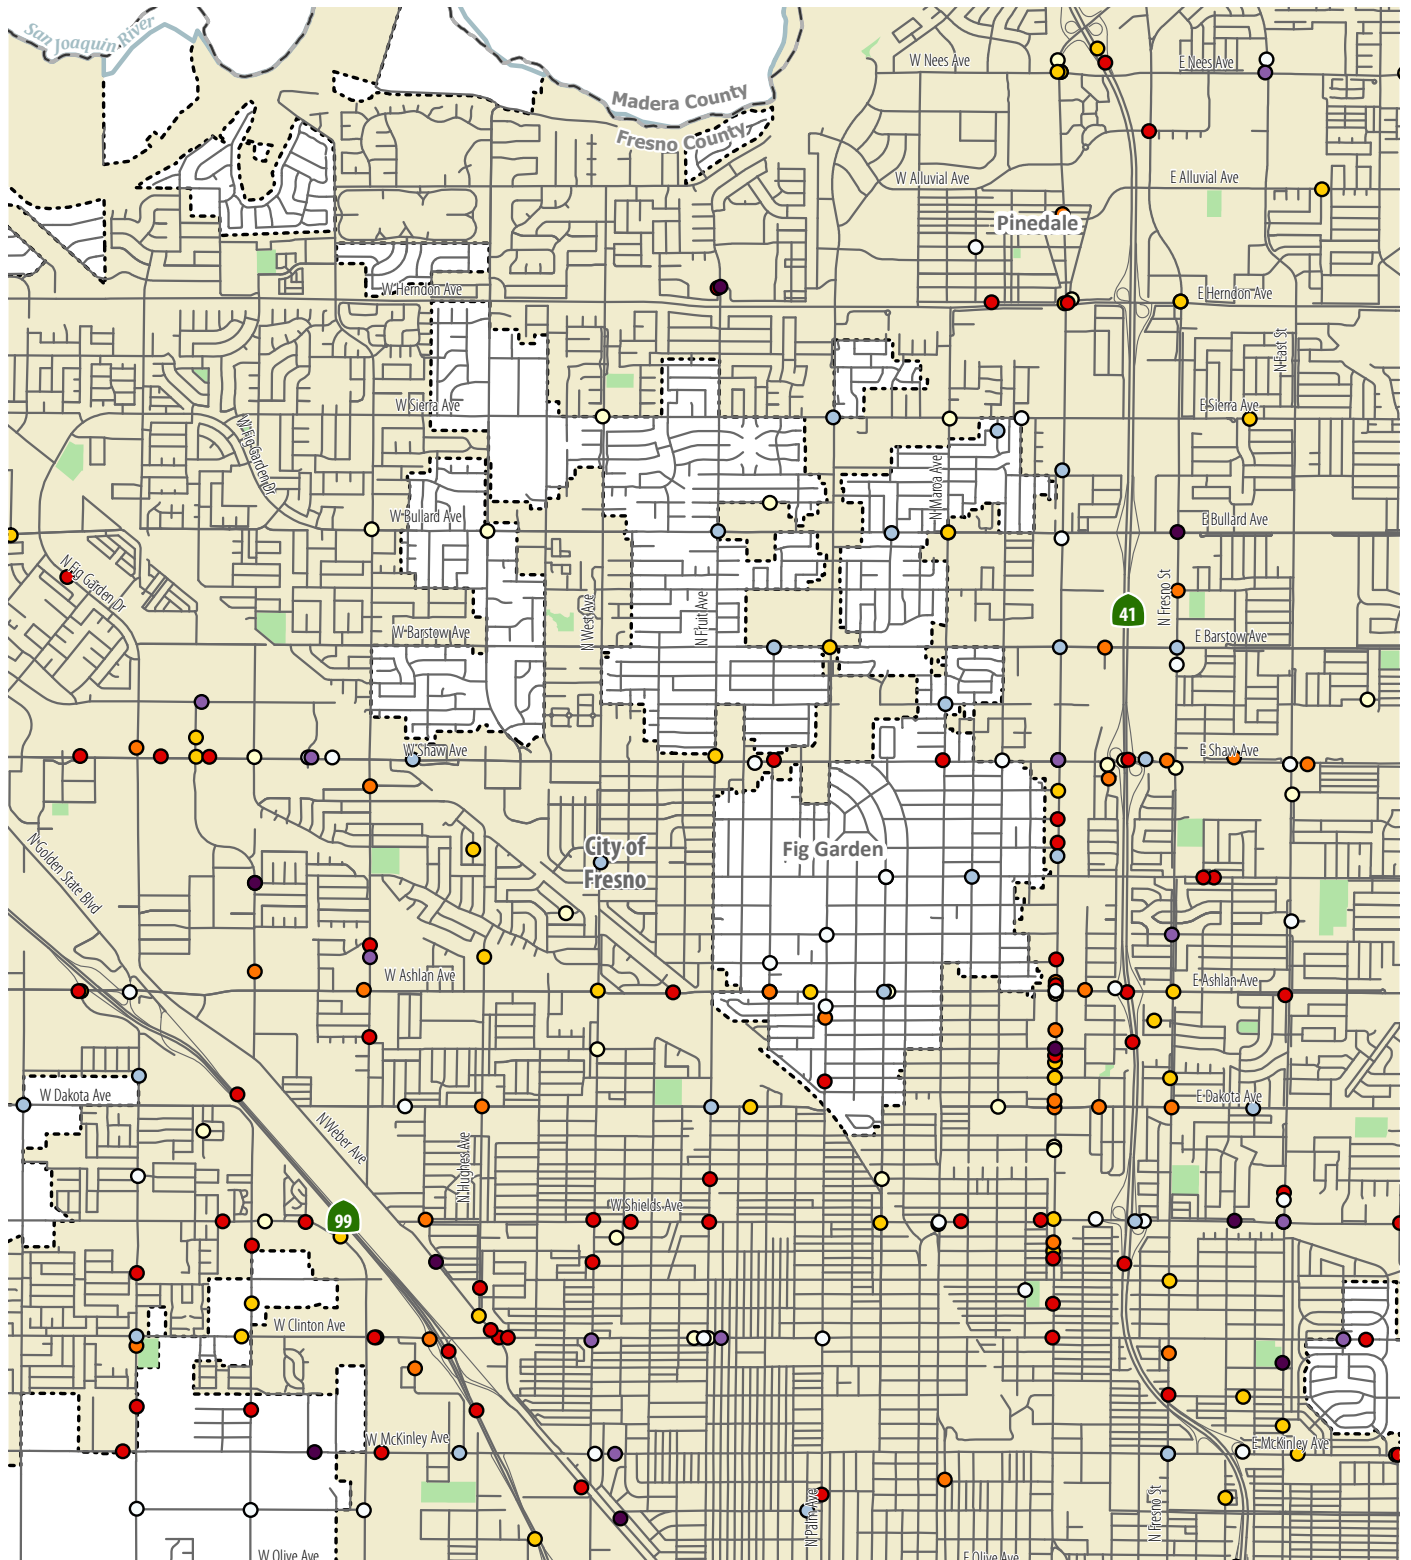 San Joaquin River
W Nees Ave
E Nees Ave
Madera County
Fresno County
W Alluvial Ave
E Alluvial Ave
Pinedale
W Herndon Ave
E Herndon Ave
N East St
W Sierra Ave
E Sierra Ave
W Fig Garden Dr
N Maroa Ave
W Bullard Ave
E Bullard Ave
N Fig Garden Dr
N West Ave
N Fruit Ave
N Fresno St
41
W Barstow Ave
E Barstow Ave
W Shaw Ave
E Shaw Ave
N Golden State Blvd
City of
Fresno
Fig Garden
W Ashlan Ave
E Ashlan Ave
W Dakota Ave
E Dakota Ave
N Weber Ave
N Hughes Ave
W Shields Ave
99
W Clinton Ave
W McKinley Ave
E McKinley Ave
N Palm Ave
N Fresno St
W Olive Ave
E Olive Ave